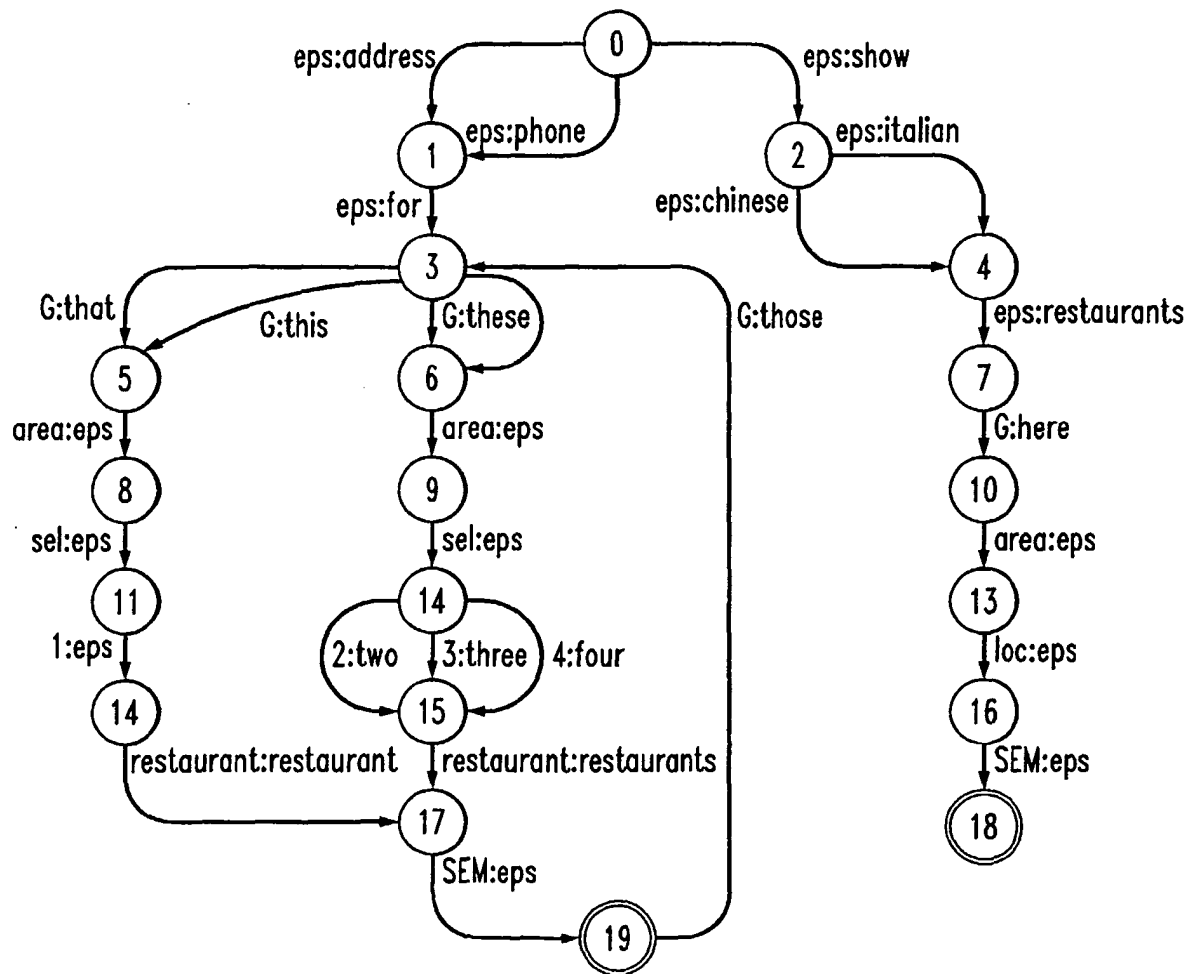 0
eps:address
eps:show
eps:phone
eps:italian
1
2
eps:for
eps:chinese
3
4
G:that
G:this
G:these
G:those
eps:restaurants
5
6
7
area:eps
area:eps
G:here
8
9
10
sel:eps
sel:eps
area:eps
11
14
13
1:eps
2:two
3:three
4:four
loc:eps
14
15
16
restaurant:restaurant
restaurant:restaurants
SEM:eps
17
18
SEM:eps
19